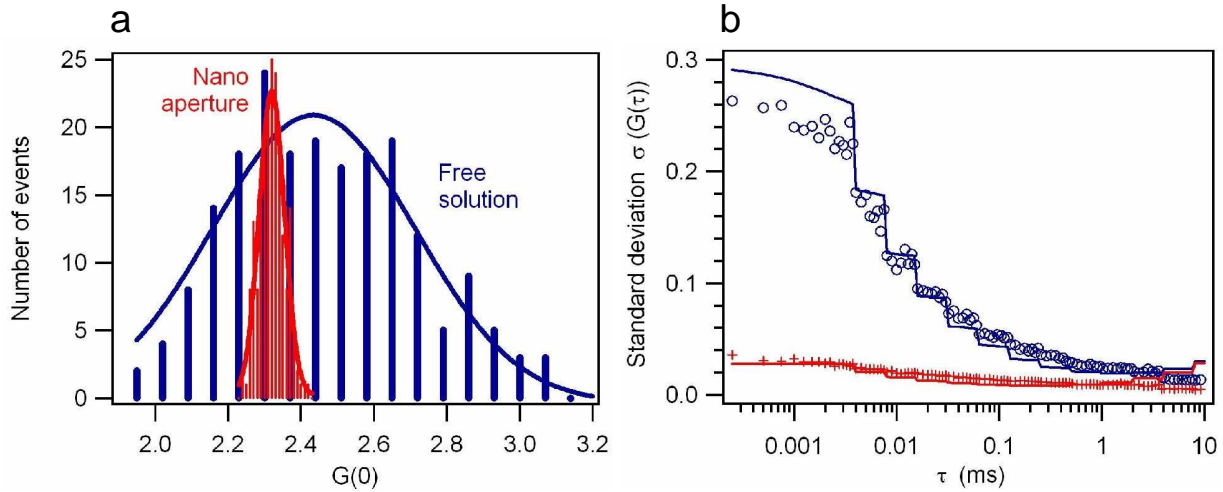 a
b
25
20
15
10
5
0
Number of events
Nano
aperture
Free
solution
2.0
2.2
2.4
2.6
2.8
3.0
3.2
G(0)
0.3
0.2
0.1
0.0
Standard deviation σ (G(τ))
0.001
0.01
0.1
1
10
τ (ms)